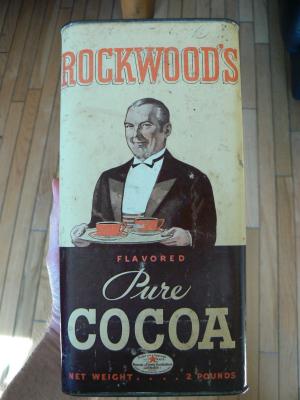 ROCKWOOD'S
FLAVORED
Pure
COCOA
NET WEIGHT.... 2 POUNDS